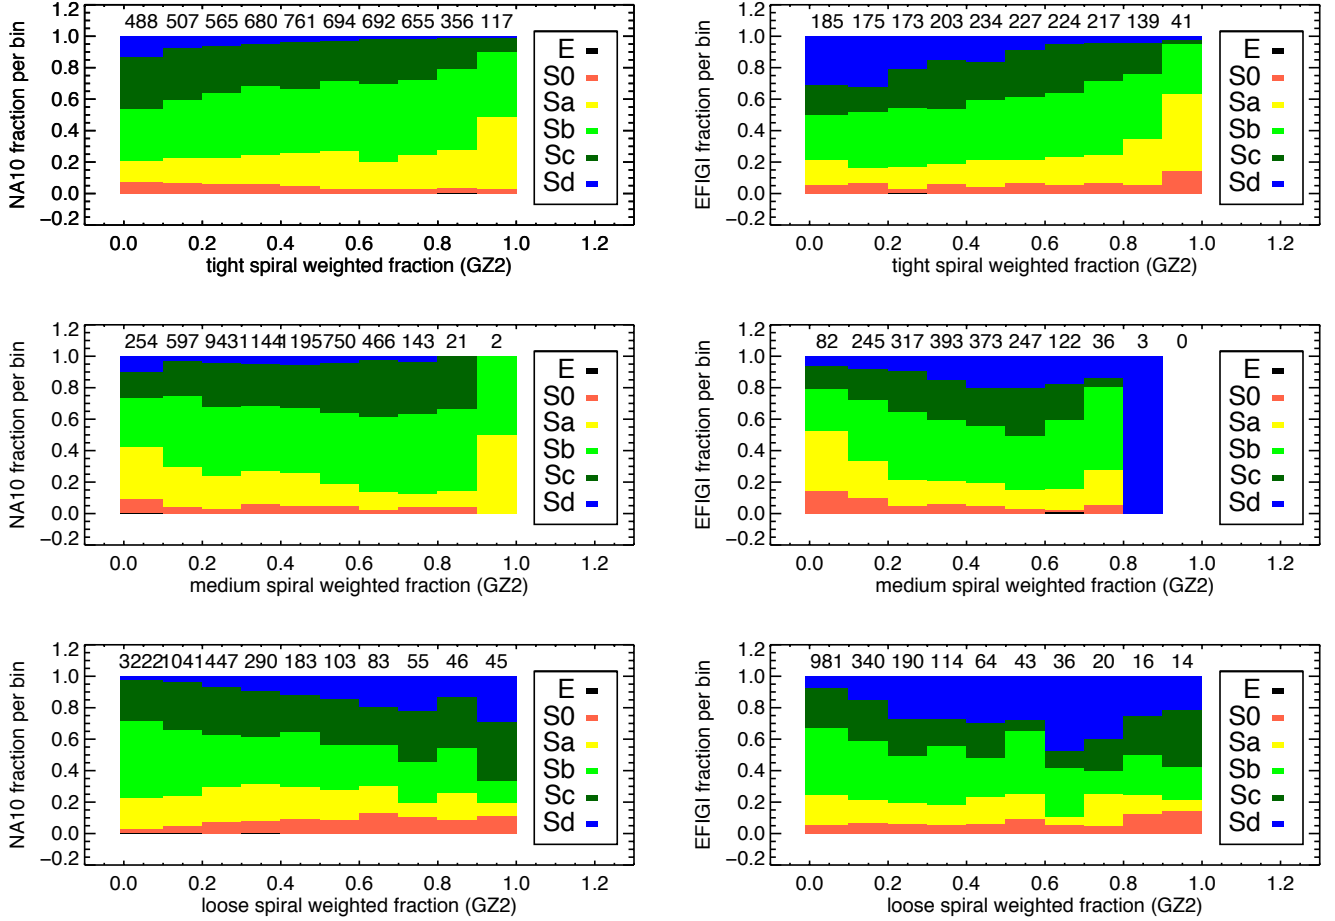 488 507 565 680 761 694 692 655 356 117
1.0
0.8
0.6
0.4
0.2
0.0
−0.2
NA10 fraction per bin
E
S0
Sa
Sb
Sc
Sd
0.0 0.2 0.4 0.6 0.8 1.0 1.2
tight spiral weighted fraction (GZ2)
185 175 173 203 234 227 224 217 139 41
1.0
0.8
0.6
0.4
0.2
0.0
−0.2
EFIGI fraction per bin
E
S0
Sa
Sb
Sc
Sd
0.0 0.2 0.4 0.6 0.8 1.0 1.2
tight spiral weighted fraction (GZ2)
1.2
254 597 943 1144 1195 750 466 143 21 2
1.0
0.8
0.6
0.4
0.2
0.0
−0.2
NA10 fraction per bin
E
S0
Sa
Sb
Sc
Sd
0.0 0.2 0.4 0.6 0.8 1.0 1.2
medium spiral weighted fraction (GZ2)
1.2
82 245 317 393 373 247 122 36 3 0
1.0
0.8
0.6
0.4
0.2
0.0
−0.2
EFIGI fraction per bin
E
S0
Sa
Sb
Sc
Sd
0.0 0.2 0.4 0.6 0.8 1.0 1.2
medium spiral weighted fraction (GZ2)
1.2
3222 1041 447 290 183 103 83 55 46 45
1.0
0.8
0.6
0.4
0.2
0.0
−0.2
NA10 fraction per bin
E
S0
Sa
Sb
Sc
Sd
0.0 0.2 0.4 0.6 0.8 1.0 1.2
loose spiral weighted fraction (GZ2)
1.2
981 340 190 114 64 43 36 20 16 14
1.0
0.8
0.6
0.4
0.2
0.0
−0.2
EFIGI fraction per bin
E
S0
Sa
Sb
Sc
Sd
0.0 0.2 0.4 0.6 0.8 1.0 1.2
loose spiral weighted fraction (GZ2)